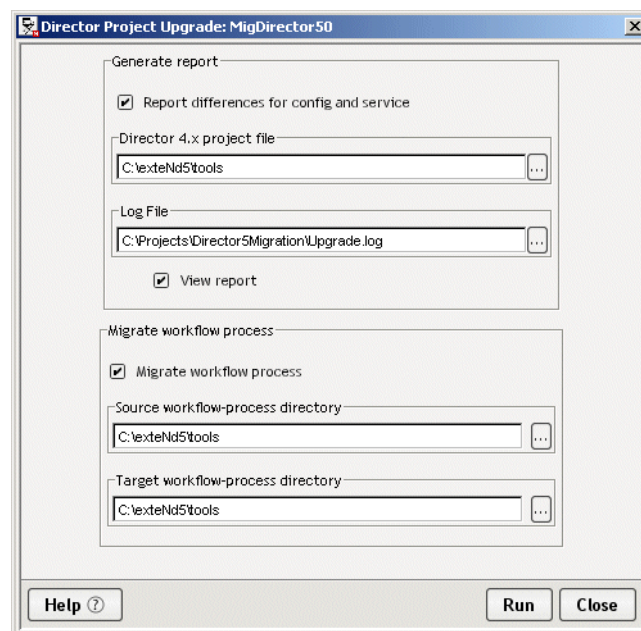 Director Project Upgrade: MigDirector50
Generate report
Report differences for config and service
Director 4.x project file
C:\exteNd5\tools
...
Log File
C:\Projects\Director5Migration\Upgrade.log
...
View report
Migrate workflow process
Migrate workflow process
Source workflow-process directory
C:\exteNd5\tools
...
Target workflow-process directory
C:\exteNd5\tools
...
Help ?
Run
Close